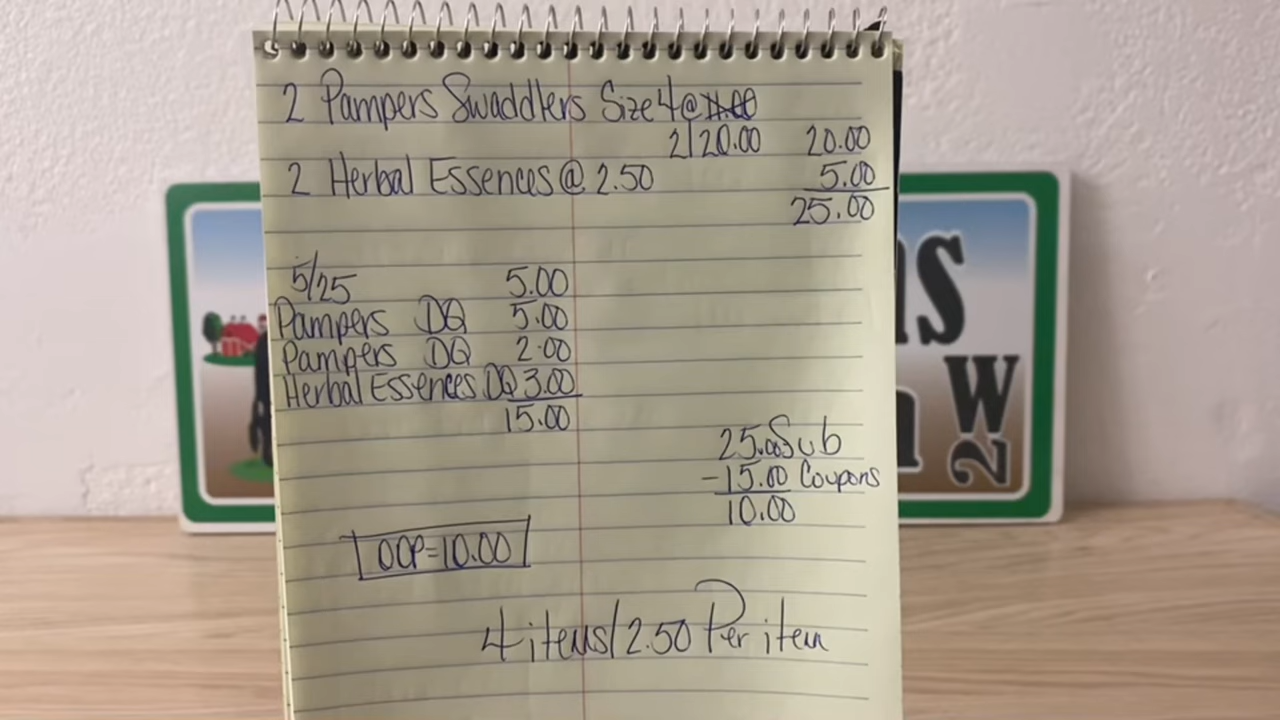 2 Pampers Swaddlers Size 4 @ 11.00
2/20.00 20.00
2 Herbal Essences @ 2.50 5.00
25.00
5/25 5.00
Pampers DQ 5.00
Pampers DQ 2.00
Herbal Essences DQ 3.00
15.00
25.00 Sub
-15.00 Coupons
10.00
OCP=10.00
4 items/2.50 Per item
W
2